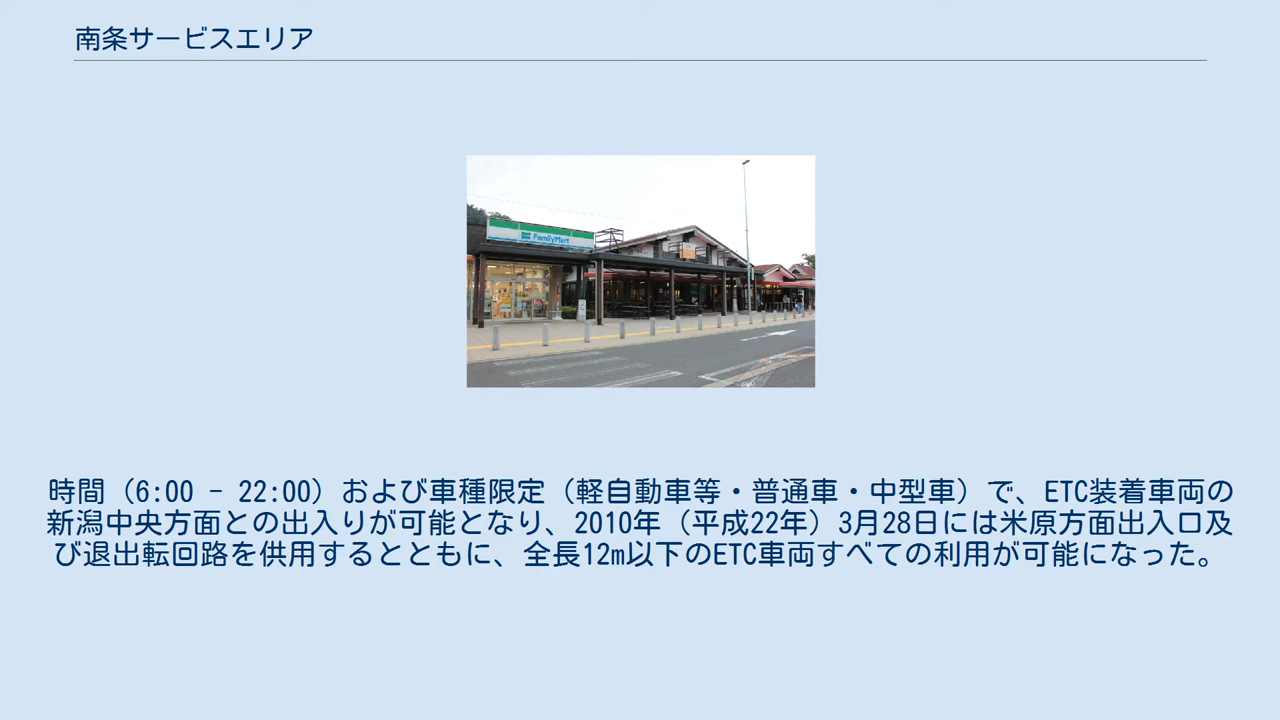 南条サービスエリア
FamilyMart
時間（6:00 - 22:00）および車種限定（軽自動車等・普通車・中型車）で、ETC装着車両の
新潟中央方面との出入りが可能となり、2010年（平成22年）3月28日には米原方面出入口及
び退出転回路を供用するとともに、全長12m以下のETC車両すべての利用が可能になった。